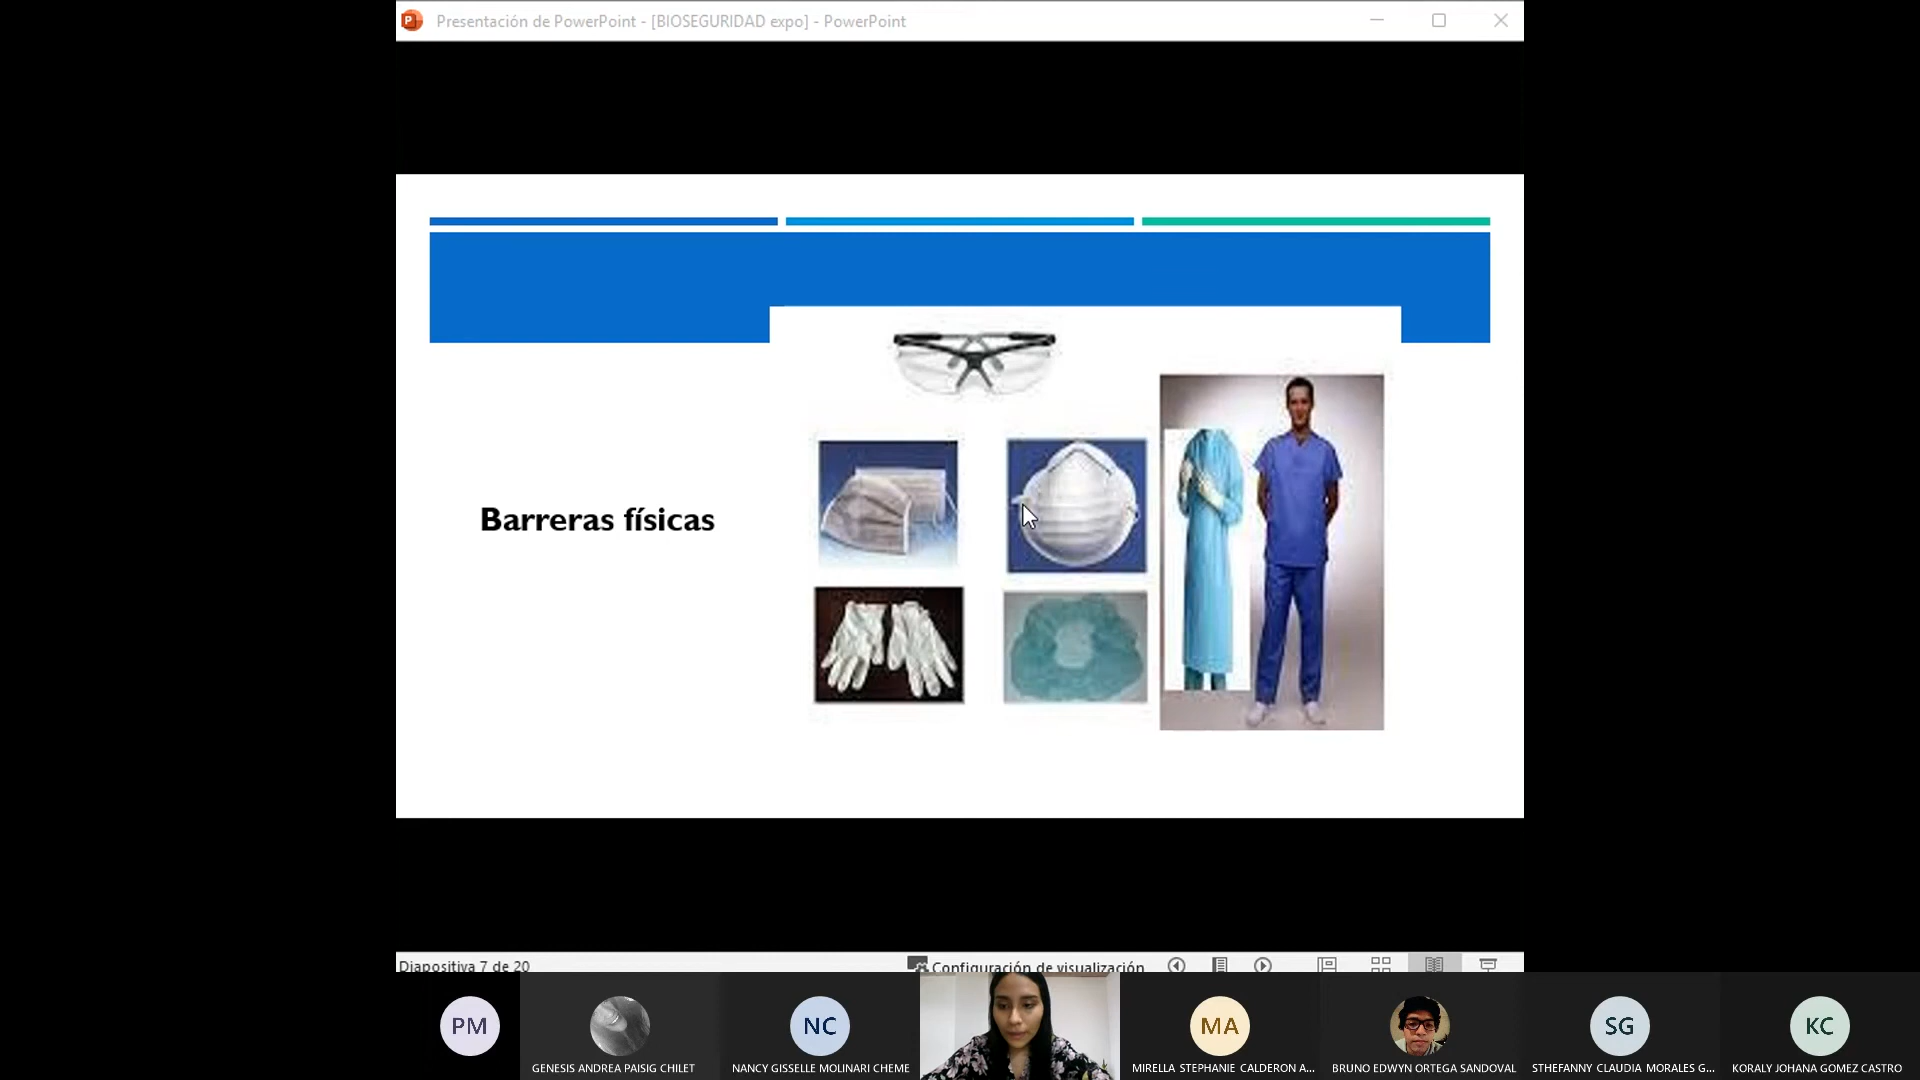 Presentación de PowerPoint - [BIOSEGURIDAD expo] - PowerPoint
Barreras físicas
Diapositiva 7 de 20
Configuración de visualización
PM
NC
MA
SG
KC
GENESIS ANDREA PAISIG CHILET
NANCY GISSELLE MOLINARI CHEME
MIRELLA STEPHANIE CALDERON A...
BRUNO EDWYN ORTEGA SANDOVAL
STHEFANNY CLAUDIA MORALES G...
KORALY JOHANA GOMEZ CASTRO